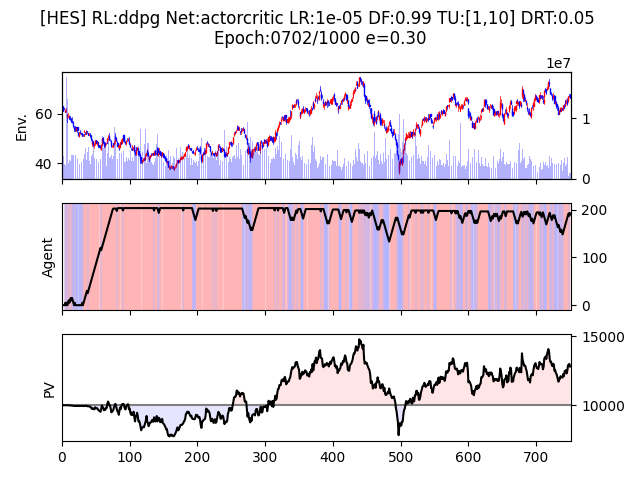 [HES] RL:ddpg Net:actorcritic LR:1e-05 DF:0.99 TU:[1,10] DRT:0.05
Epoch:0702/1000 e=0.30
1e7
Env.
60
40
1
0
Agent
200
100
0
PV
15000
10000
0 100 200 300 400 500 600 700